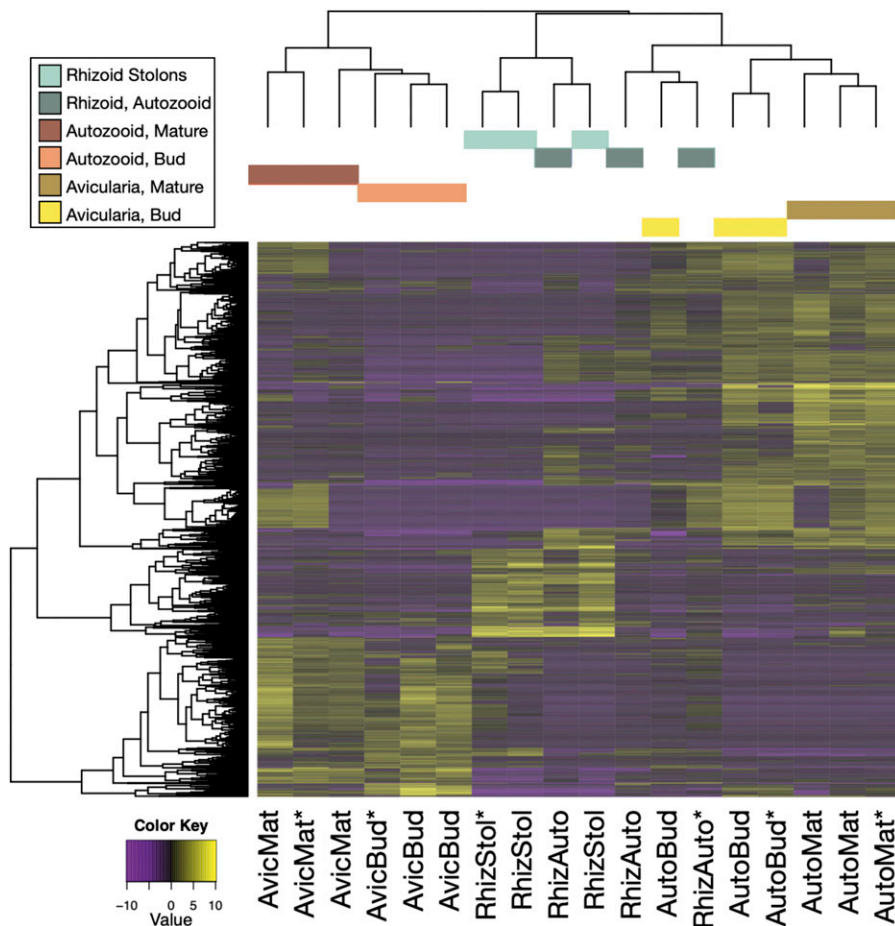 Rhizoid Stolons
Rhizoid, Autozooid
Autozooid, Mature
Autozooid, Bud
Avicularia, Mature
Avicularia, Bud
Color Key
-10 0 5 10
Value
AvicMat
AvicMat*
AvicMat
AvicBud*
AvicBud
AvicBud
RhizStol*
RhizStol
RhizAuto
RhizStol
RhizAuto
AutoBud
RhizAuto*
AutoBud
AutoBud*
AutoMat
AutoMat
AutoMat*